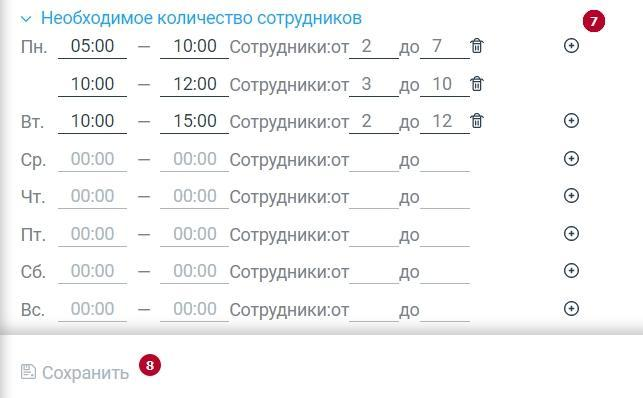 Необходимое количество сотрудников 7
Пн. 05:00 — 10:00 Сотрудники:от 2 до 7
10:00 — 12:00 Сотрудники:от 3 до 10
Вт. 10:00 — 15:00 Сотрудники:от 2 до 12
Ср. 00:00 — 00:00 Сотрудники:от до
Чт. 00:00 — 00:00 Сотрудники:от до
Пт. 00:00 — 00:00 Сотрудники:от до
Сб. 00:00 — 00:00 Сотрудники:от до
Вс. 00:00 — 00:00 Сотрудники:от до
Сохранить 8